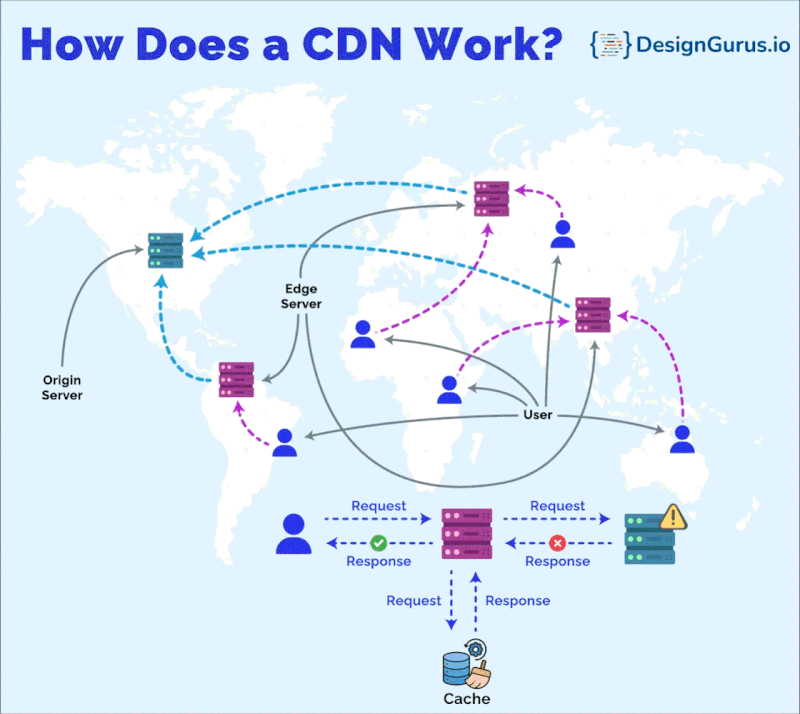 How Does a CDN Work?
{} DesignGurus.io
Edge
Server
Origin
Server
User
Request
Request
Response
Response
Request
Response
Cache